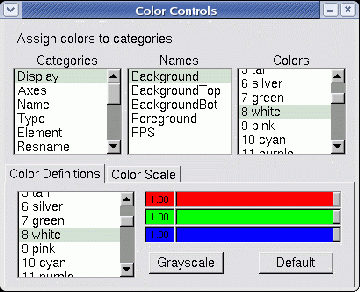 Color Controls
Assign colors to categories
Categories Names Colors
Display
Axes
Name
Type
Element
Resname
Background
BackgroundTop
BackgroundBot
Foreground
FPS
5 tan
6 silver
7 green
8 white
9 pink
10 cyan
11 purple
Color Definitions Color Scale
5 tan
6 silver
7 green
8 white
9 pink
10 cyan
11 purple
1.00
1.00
1.00
Grayscale Default